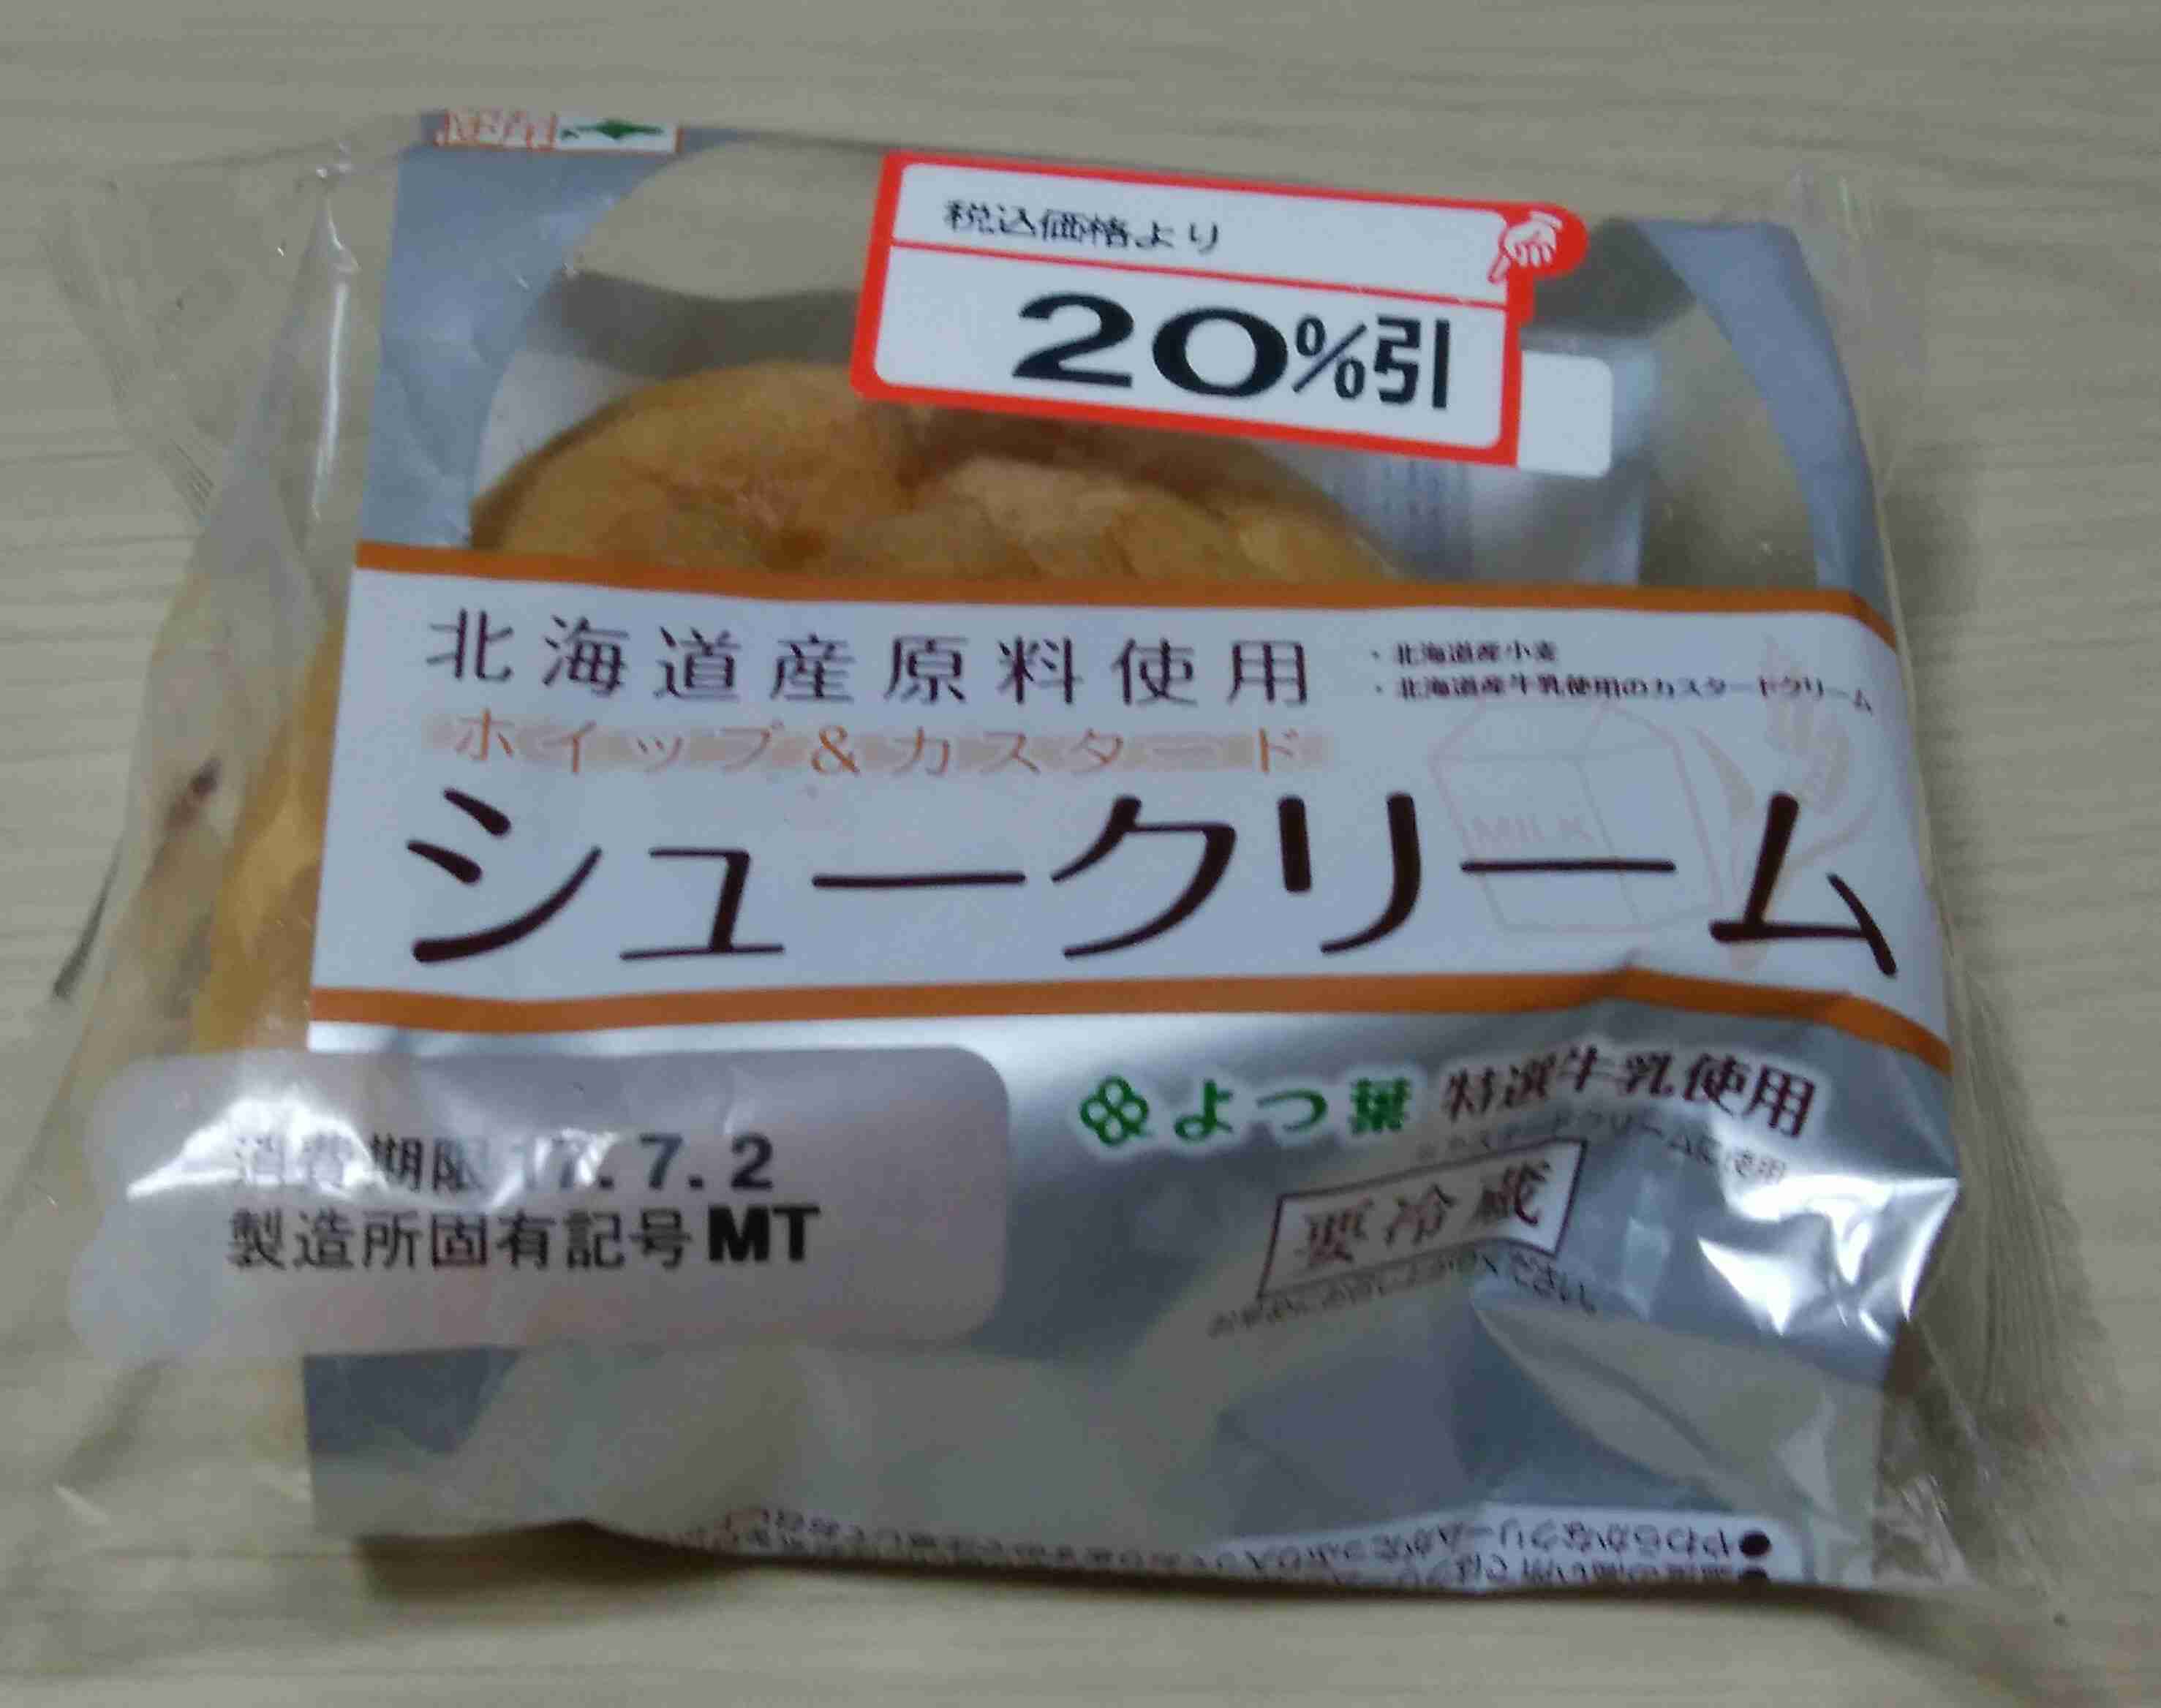 税込価格より
20%引
北海道産原料使用
・北海道産小麦
・北海道産牛乳使用のカスタードクリーム
ホイップ&カスタード
シュークリーム
MILK
よつ葉 特選牛乳使用
消費期限 17.7.2
製造所固有記号MT
要冷蔵